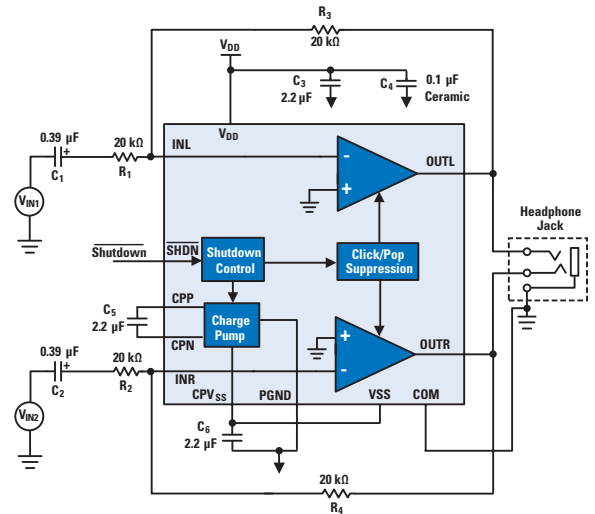 R3
20 kΩ
VDD
C3
2.2 µF
C4
0.1 µF
Ceramic
VDD
0.39 µF
+
C1
20 kΩ
R1
INL
-
+
OUTL
VIN1
Headphone
Jack
Shutdown
SHDN
Shutdown
Control
Click/Pop
Suppression
CPP
C5
2.2 µF
CPN
Charge
Pump
+
-
OUTR
0.39 µF
+
C2
20 kΩ
R2
INR
CPVSS
PGND
VSS
COM
VIN2
C6
2.2 µF
20 kΩ
R4